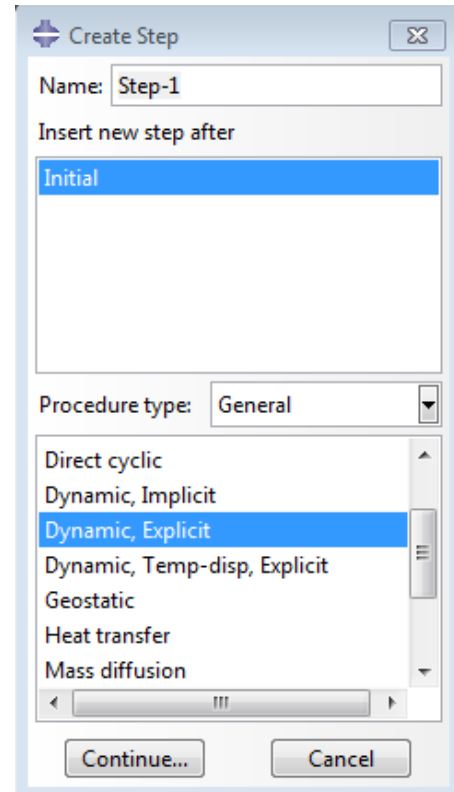 Create Step
Name: Step-1
Insert new step after
Initial
Procedure type: General
Direct cyclic
Dynamic, Implicit
Dynamic, Explicit
Dynamic, Temp-disp, Explicit
Geostatic
Heat transfer
Mass diffusion
Continue... Cancel